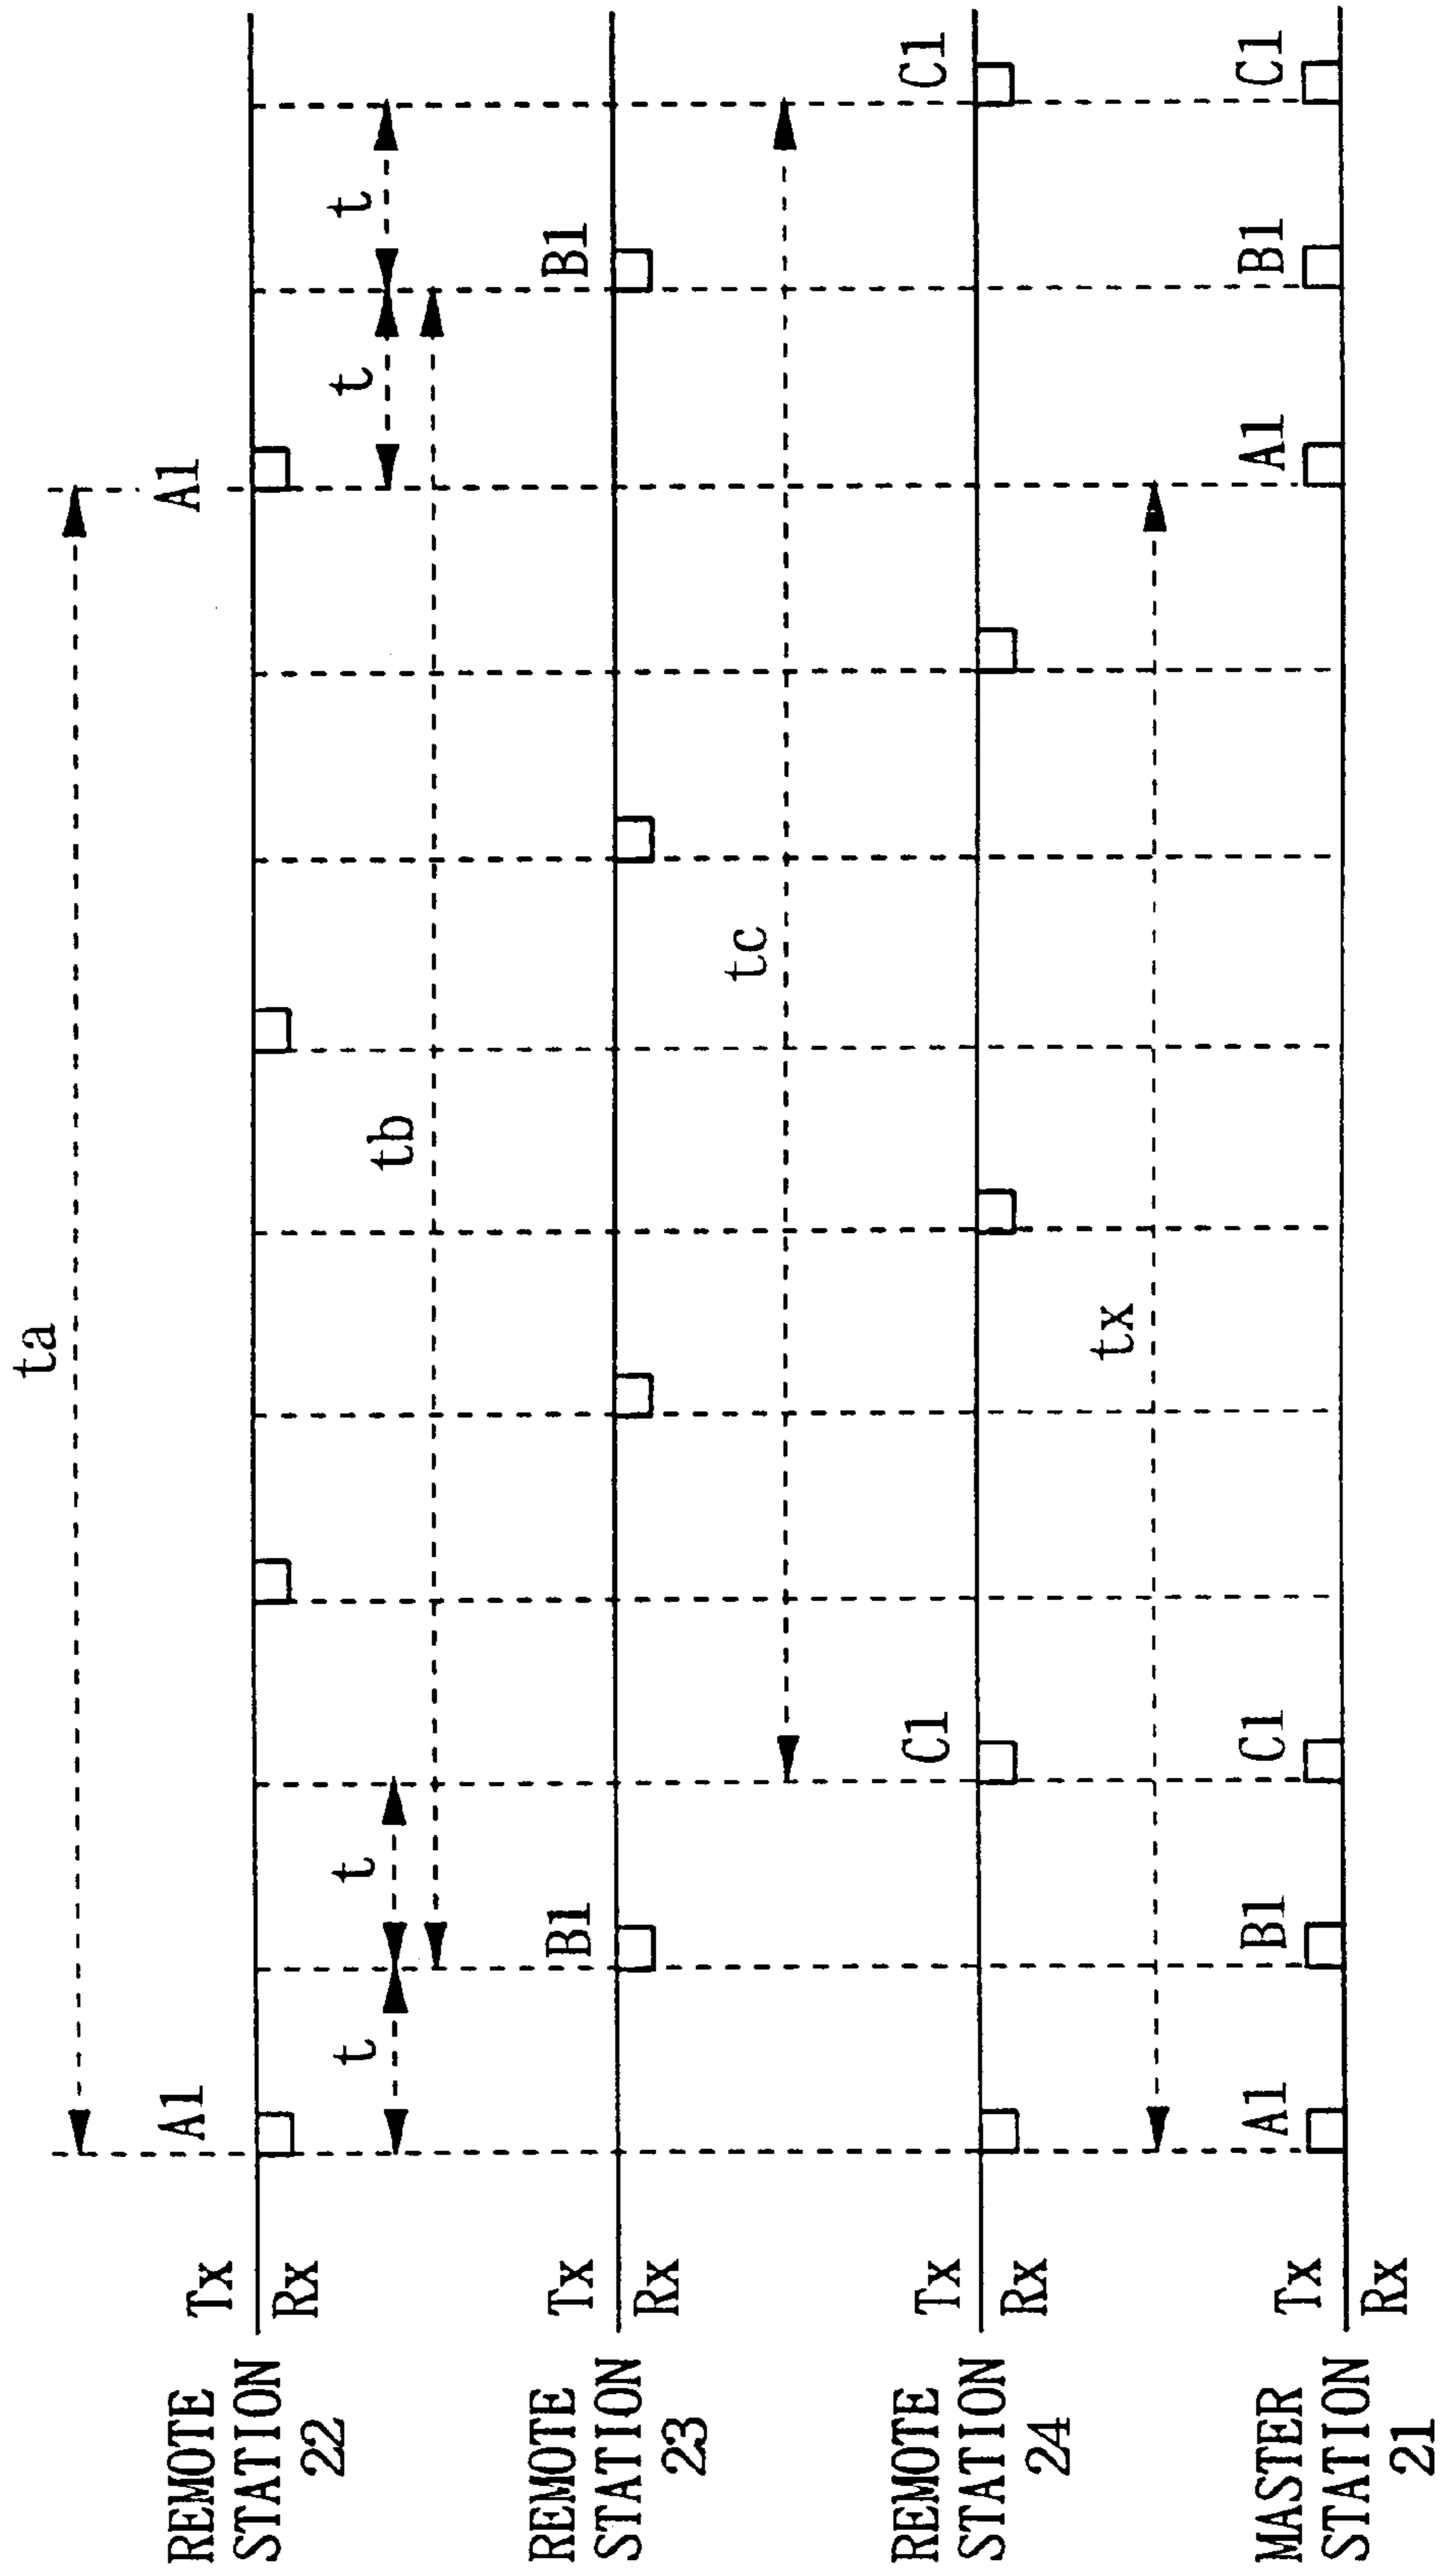 ta
A1
A1
REMOTE
STATION
22
Tx
Rx
t
t
t
t
tb
B1
B1
REMOTE
STATION
23
Tx
Rx
tc
C1
C1
REMOTE
STATION
24
Tx
Rx
tx
A1
B1
C1
A1
B1
C1
MASTER
STATION
21
Tx
Rx